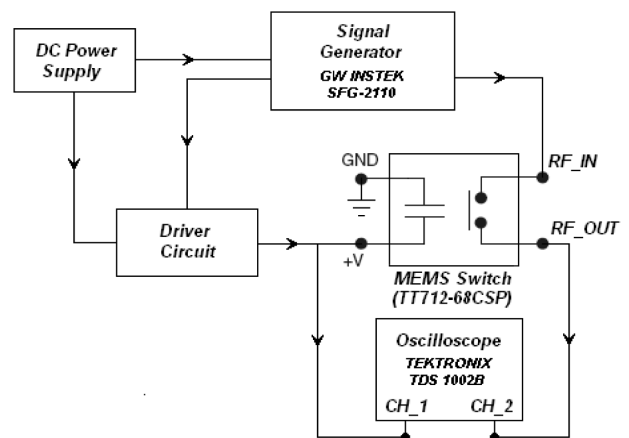 DC Power
Supply
Signal
Generator
GW INSTEK
SFG-2110
GND
RF_IN
Driver
Circuit
+V
RF_OUT
MEMS Switch
(TT712-68CSP)
Oscilloscope
TEKTRONIX
TDS 1002B
CH_1 CH_2